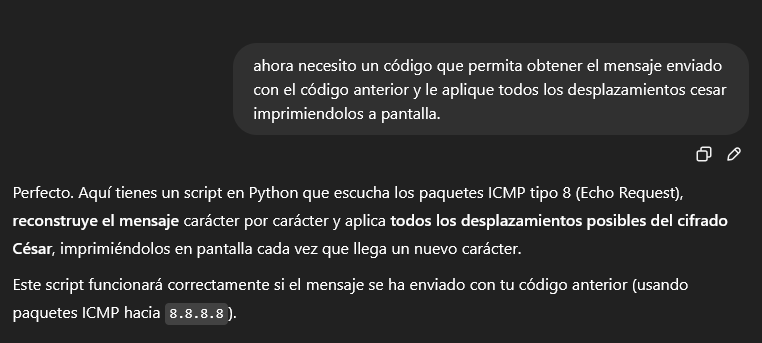 ahora necesito un código que permita obtener el mensaje enviado
con el código anterior y le aplique todos los desplazamientos cesar
imprimiendolos a pantalla.
Perfecto. Aquí tienes un script en Python que escucha los paquetes ICMP tipo 8 (Echo Request),
reconstruye el mensaje carácter por carácter y aplica todos los desplazamientos posibles del cifrado
César, imprimiéndolos en pantalla cada vez que llega un nuevo carácter.
Este script funcionará correctamente si el mensaje se ha enviado con tu código anterior (usando
paquetes ICMP hacia 8.8.8.8).